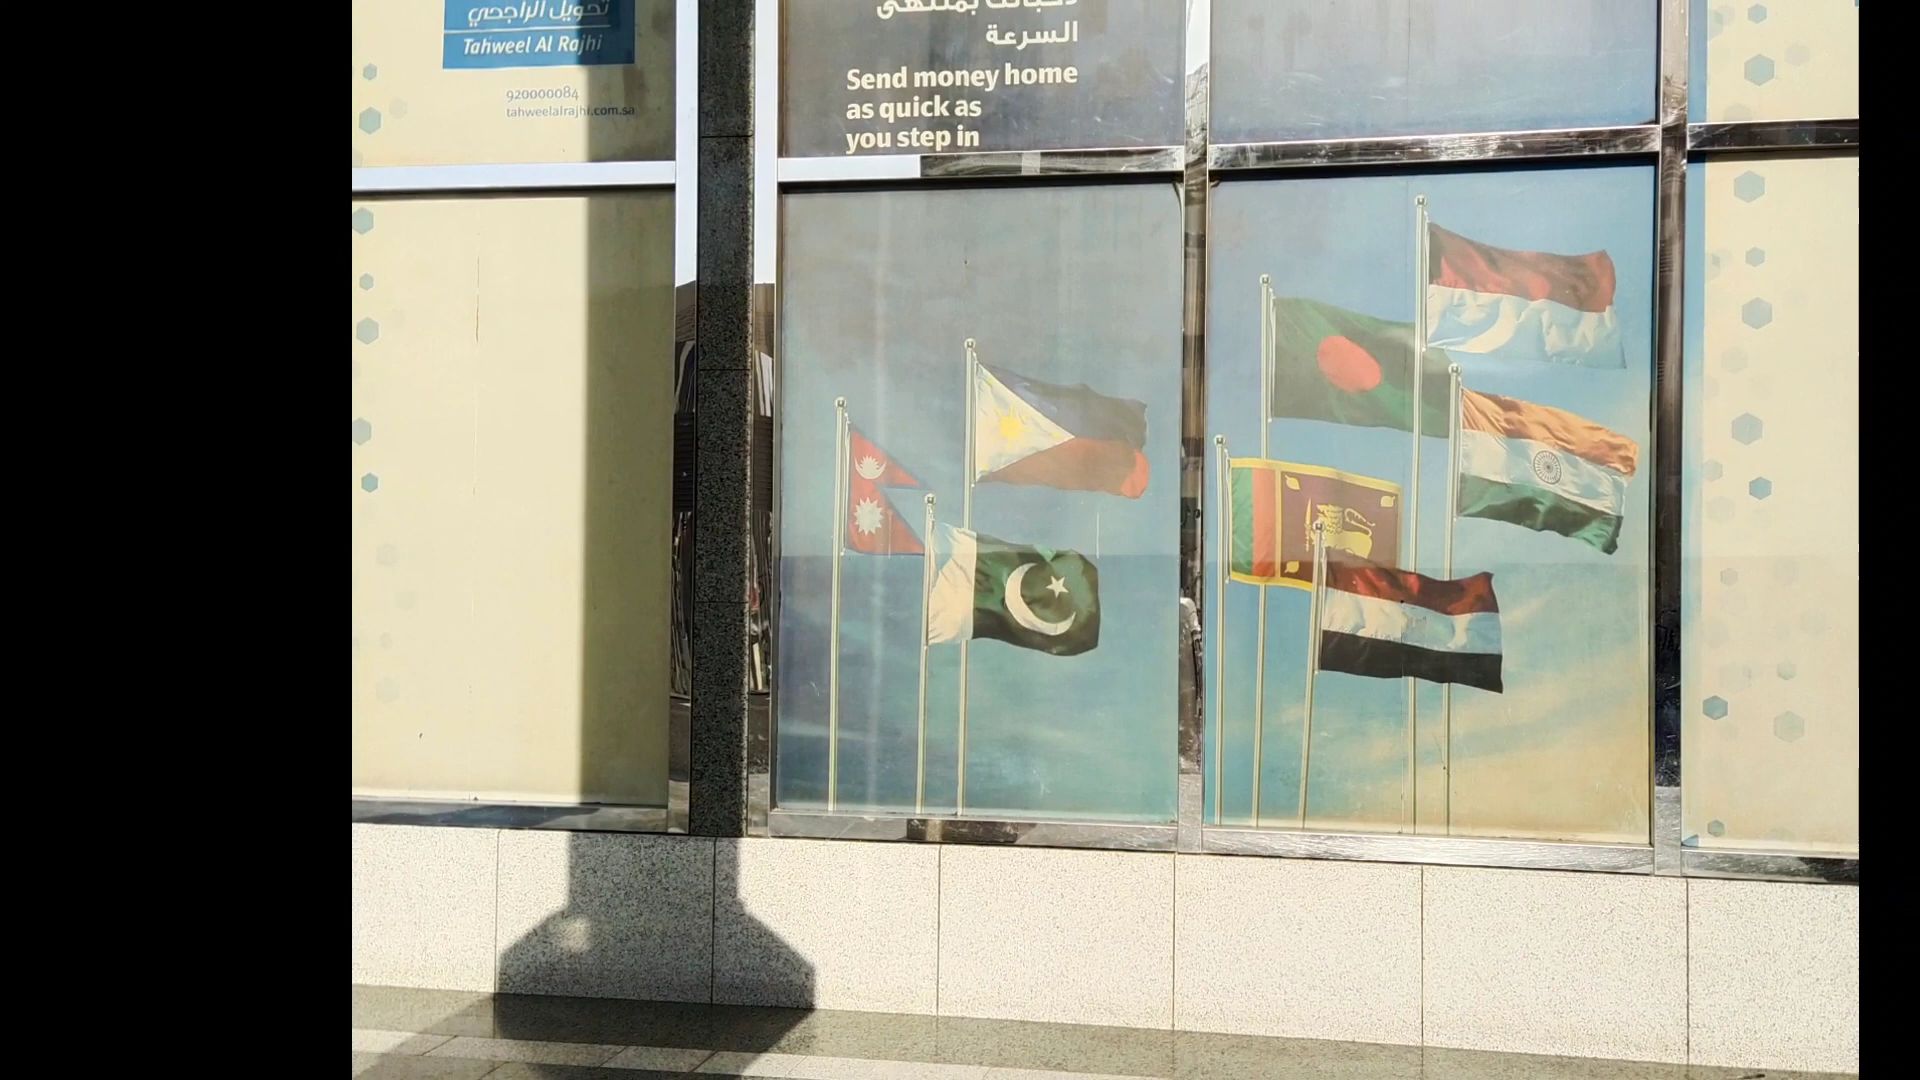 تحويل الراجحي
Tahweel Al Rajhi
920000084
tahweelalrajhi.com.sa
بمنتهى
السرعة
Send money home
as quick as
you step in